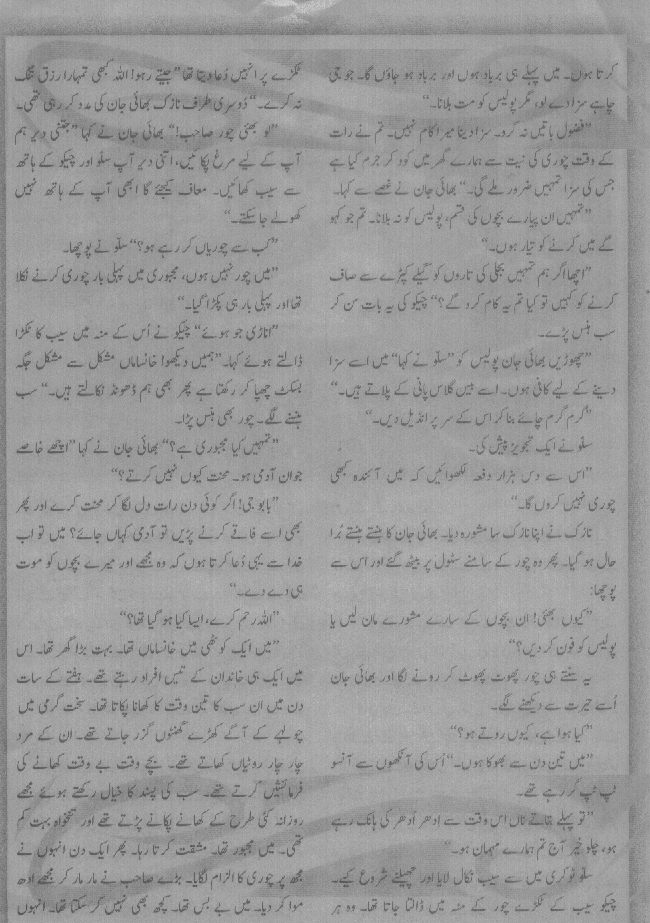 کرتا ہوں۔ میں پہلے ہی برباد ہوں اور برباد ہو جاؤں گا۔ جو جی
چاہے سزا دے لو، مگر پولیس کو مت بلانا۔“
”فضول باتیں نہ کرو۔ سزا دینا میرا کام نہیں۔ تم نے رات
کے وقت چوری کی نیت سے ہمارے گھر میں کود کر جرم کیا ہے
جس کی سزا تمہیں ضرور ملے گی۔“ بھائی جان نے غصے سے کہا۔
”تمہیں ان پیارے بچوں کی قسم، پولیس کو نہ بلانا۔ تم جو کہو
گے میں کرنے کو تیار ہوں۔“
”اچھا اگر ہم تمہیں بجلی کی تاروں کو گیلے کپڑے سے صاف
کرنے کو کہیں تو کیا تم یہ کام کرو گے؟“ چیکو کی یہ بات سن کر
سب ہنس پڑے۔
”چھوڑیں بھائی جان پولیس کو“ سلو نے کہا ”میں اسے سزا
دینے کے لیے کافی ہوں۔ اسے بیس گلاس پانی کے پلاتے ہیں۔“
”گرم گرم چائے بنا کر اس کے سر پر انڈیل دیں۔“
سلو نے ایک تجویز پیش کی۔
”اس سے دس ہزار دفعہ لکھوائیں کہ میں آئندہ کبھی
چوری نہیں کروں گا۔“
نازک نے اپنا نازک سا مشورہ دیا۔ بھائی جان کا ہنستے ہنستے بُرا
حال ہو گیا۔ پھر وہ چور کے سامنے سٹول پر بیٹھ گئے اور اس سے
پوچھا:
”کیوں بھئی! ان بچوں کے سارے مشورے مان لیں یا
پولیس کو فون کر دیں؟“
یہ سنتے ہی چور پھوٹ پھوٹ کر رونے لگا اور بھائی جان
اُسے حیرت سے دیکھنے لگے۔
”کیا ہوا ہے، کیوں روتے ہو؟“
”میں تین دن سے بھوکا ہوں۔“ اُس کی آنکھوں سے آنسو
ٹپ ٹپ گر رہے تھے۔
”تو پہلے بتاتے ناں اس وقت سے ادھر اُدھر کی ہانک رہے
ہو، چلو خیر آج تم ہمارے مہمان ہو۔“
سلو ٹوکری میں سے سیب نکال لایا اور چھیلنے شروع کیے۔
چیکو سیب کے ٹکڑے چور کے منہ میں ڈالتا جاتا تھا۔ وہ ہر
ٹکڑے پر انہیں دُعا دیتا تھا ”جیتے رہو! اللہ کبھی تمہارا رزق تنگ
نہ کرے۔“ دُوسری طرف نازک بھائی جان کی مدد کر رہی تھی۔
”لو بھئی چور صاحب!“ بھائی جان نے کہا ”جتنی دیر ہم
آپ کے لیے مرغ پکائیں، اتنی دیر آپ سلو اور چیکو کے ہاتھ
سے سیب کھائیں۔ معاف کیجئے گا ابھی آپ کے ہاتھ نہیں
کھولے جا سکتے۔“
”کب سے چوریاں کر رہے ہو؟“ سلو نے پوچھا۔
”میں چور نہیں ہوں، مجبوری میں پہلی بار چوری کرنے نکلا
تھا اور پہلی بار ہی پکڑا گیا۔“
”اناڑی جو ہوئے“ چیکو نے اُس کے منہ میں سیب کا ٹکڑا
ڈالتے ہوئے کہا۔ ”ہمیں دیکھو! خانساماں مشکل سے مشکل جگہ
بسکٹ چھپا کر رکھتا ہے پھر بھی ہم ڈھونڈ نکالتے ہیں۔“ سب
ہنسنے لگے۔ چور بھی ہنس پڑا۔
”تمہیں کیا مجبوری ہے؟“ بھائی جان نے کہا ”اچھے خاصے
جوان آدمی ہو۔ محنت کیوں نہیں کرتے؟“
”بابو جی! اگر کوئی دن رات دل لگا کر محنت کرے اور پھر
بھی اسے فاقے کرنے پڑیں تو آدمی کہاں جائے؟ میں تو اب
خدا سے یہی دُعا کرتا ہوں کہ وہ مجھے اور میرے بچوں کو موت
ہی دے دے۔“
”اللہ رحم کرے، ایسا کیا ہو گیا تھا؟“
”میں ایک کوٹھی میں خانساماں تھا۔ بہت بڑا گھر تھا۔ اس
میں ایک ہی خاندان کے تیس افراد رہتے تھے۔ ہفتے کے سات
دن میں ان سب کا تین وقت کا کھانا پکاتا تھا۔ سخت گرمی میں
چولہے کے آگے کھڑے گھنٹوں گزر جاتے تھے۔ ان کے مرد
چار چار روٹیاں کھاتے تھے۔ بچے وقت بے وقت کھانے کی
فرمائشیں کرتے تھے۔ سب کی پسند کا خیال رکھتے ہوئے مجھے
روزانہ کئی طرح کے کھانے پکانے پڑتے تھے اور تنخواہ بہت کم
تھی۔ میں مجبور تھا۔ مشقت کرتا رہا۔ پھر ایک دن انہوں نے
مجھ پر چوری کا الزام لگایا۔ بڑے صاحب نے مار مار کر مجھے ادھ
موا کر دیا۔ میں بے بس تھا۔ کچھ بھی نہیں کر سکتا تھا۔ انہوں